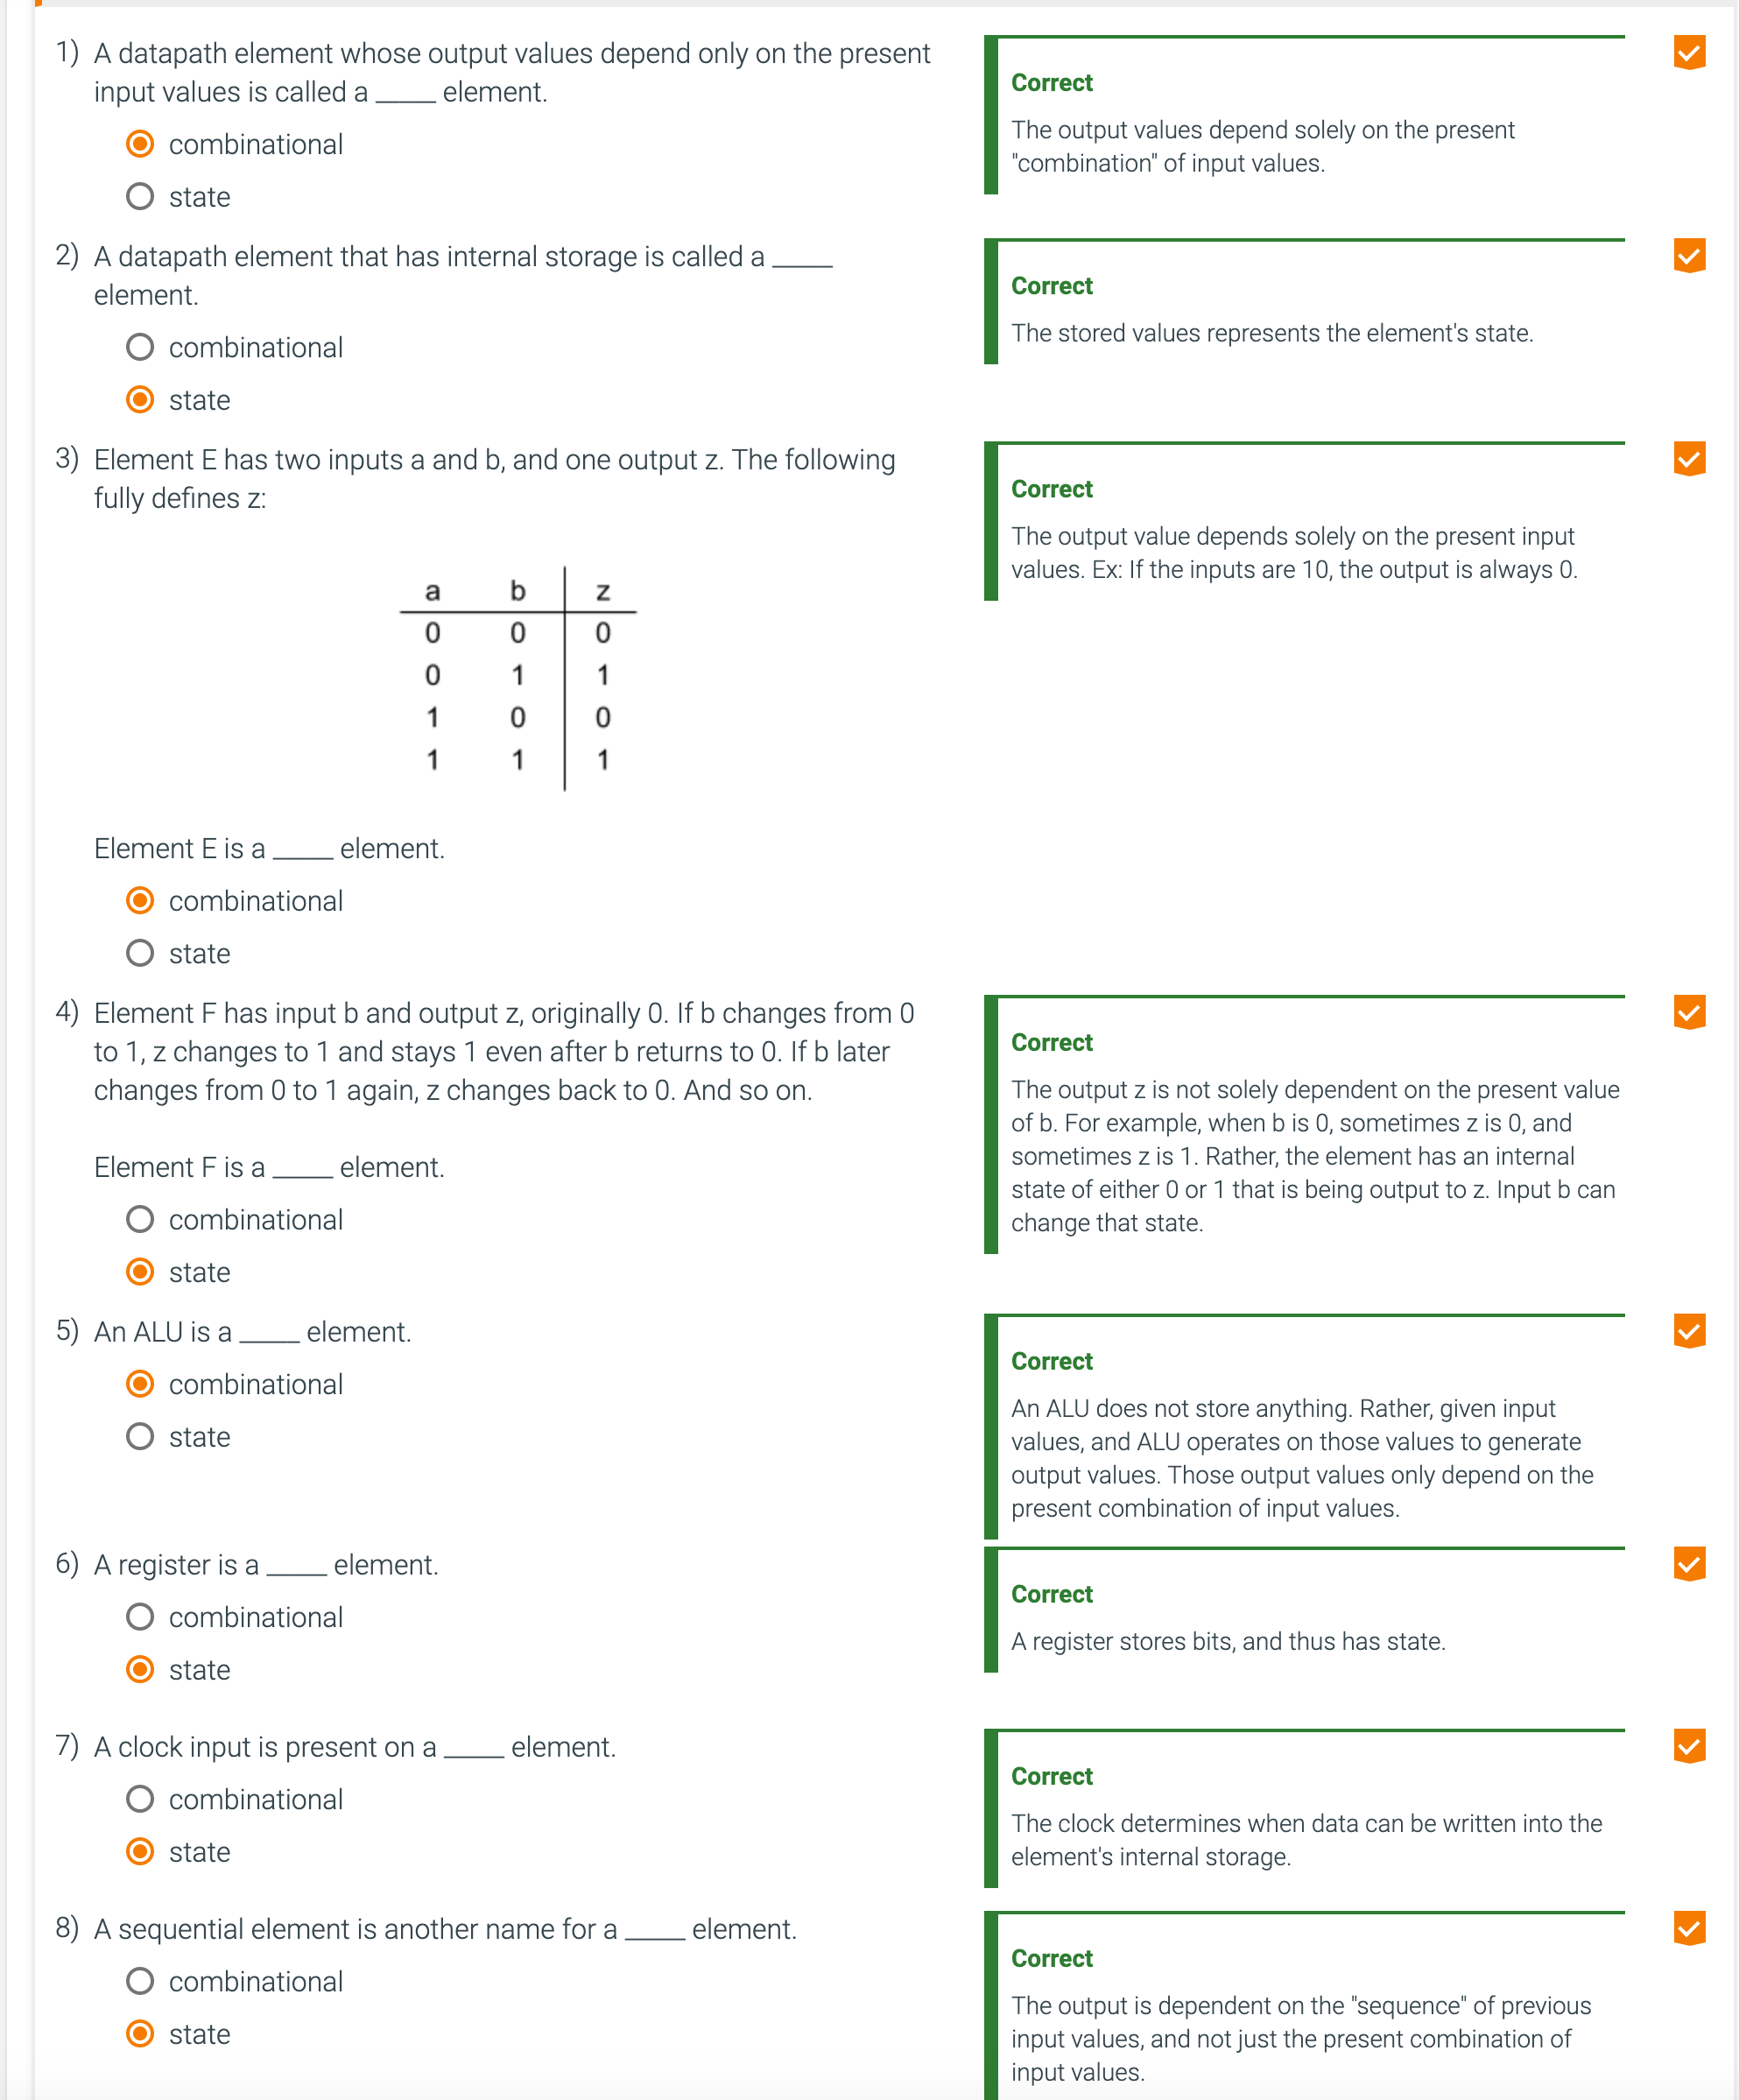 1) A datapath element whose output values depend only on the present
input values is called a _____ element.
combinational
state
Correct
The output values depend solely on the present
"combination" of input values.
2) A datapath element that has internal storage is called a _____
element.
combinational
state
Correct
The stored values represents the element's state.
3) Element E has two inputs a and b, and one output z. The following
fully defines z:
a b z
0 0 0
0 1 1
1 0 0
1 1 1
Element E is a _____ element.
combinational
state
Correct
The output value depends solely on the present input
values. Ex: If the inputs are 10, the output is always 0.
4) Element F has input b and output z, originally 0. If b changes from 0
to 1, z changes to 1 and stays 1 even after b returns to 0. If b later
changes from 0 to 1 again, z changes back to 0. And so on.
Element F is a _____ element.
combinational
state
Correct
The output z is not solely dependent on the present value
of b. For example, when b is 0, sometimes z is 0, and
sometimes z is 1. Rather, the element has an internal
state of either 0 or 1 that is being output to z. Input b can
change that state.
5) An ALU is a _____ element.
combinational
state
Correct
An ALU does not store anything. Rather, given input
values, and ALU operates on those values to generate
output values. Those output values only depend on the
present combination of input values.
6) A register is a _____ element.
combinational
state
Correct
A register stores bits, and thus has state.
7) A clock input is present on a _____ element.
combinational
state
Correct
The clock determines when data can be written into the
element's internal storage.
8) A sequential element is another name for a _____ element.
combinational
state
Correct
The output is dependent on the "sequence" of previous
input values, and not just the present combination of
input values.